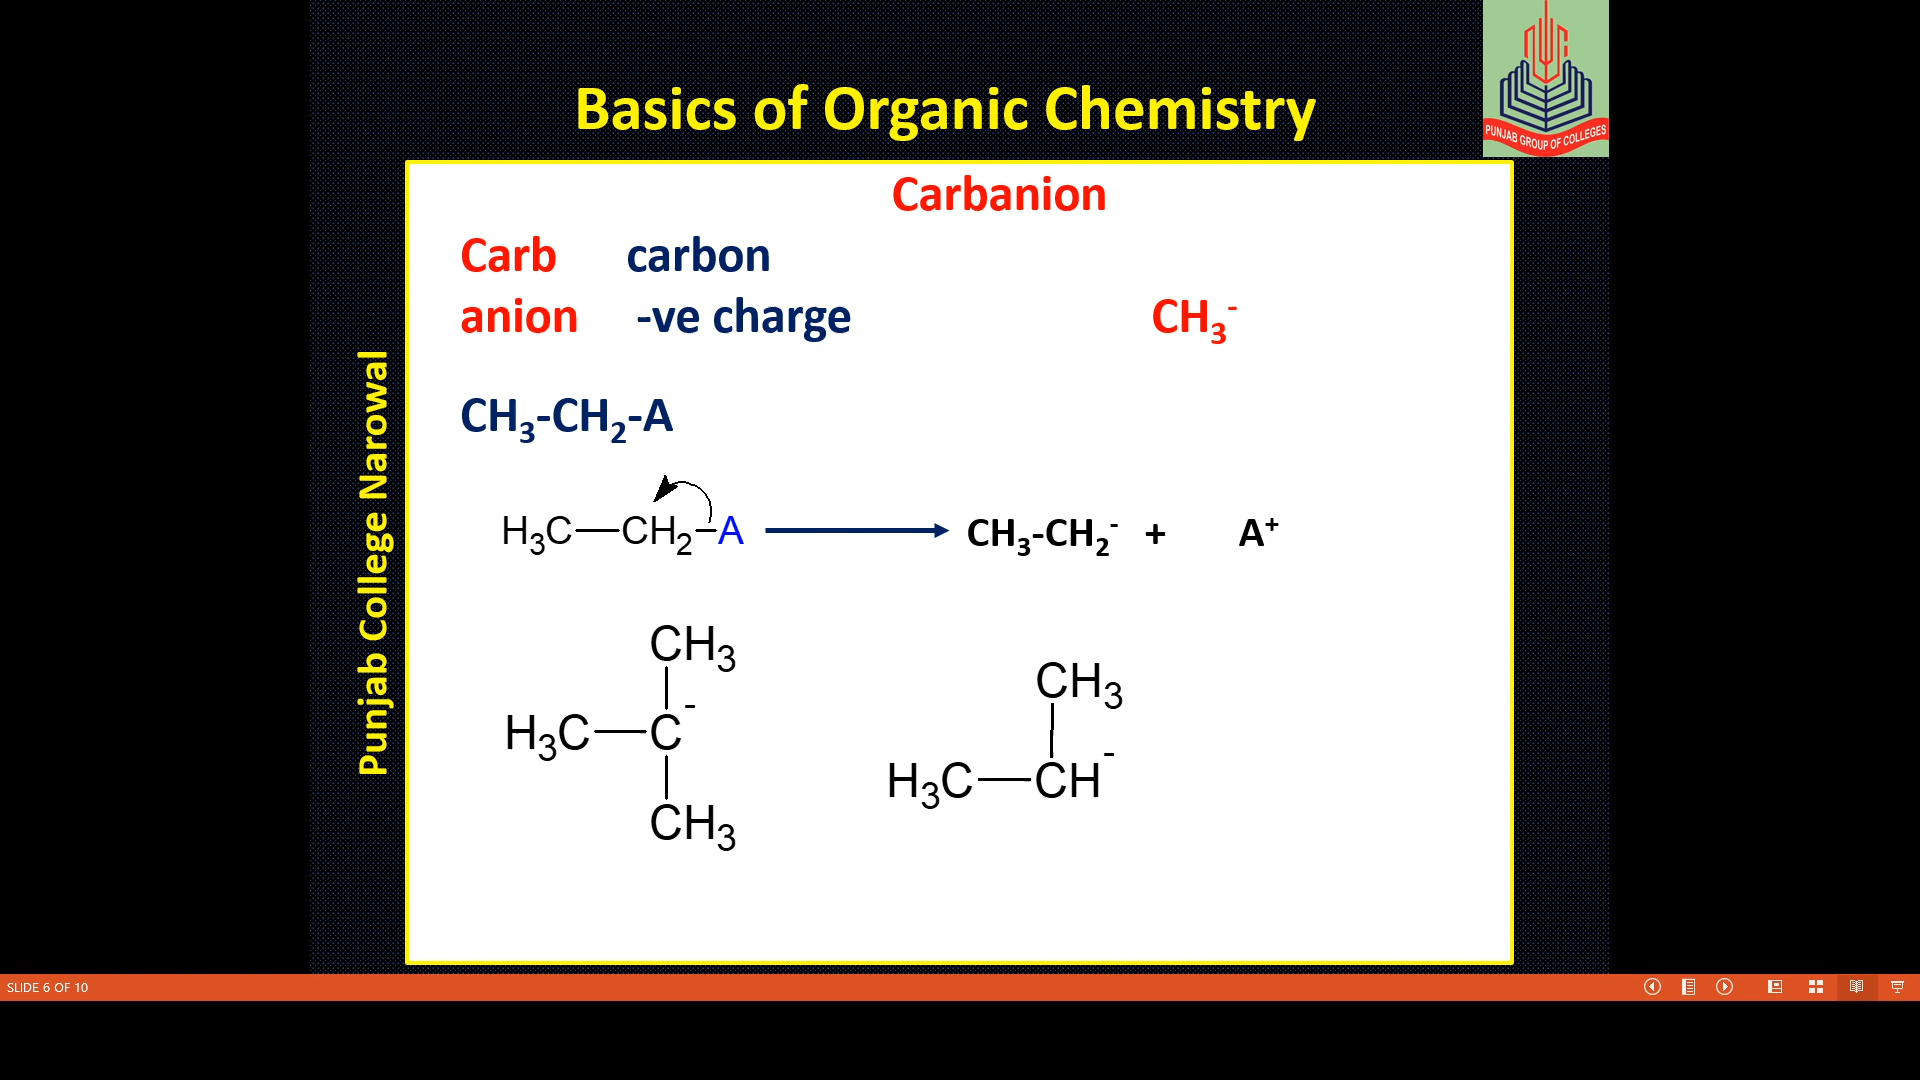 Basics of Organic Chemistry
PUNJAB GROUP OF COLLEGES
Punjab College Narowal
Carbanion
Carb carbon
anion -ve charge CH₃⁻
CH₃-CH₂-A
H₃C—CH₂-A → CH₃-CH₂⁻ + A⁺
CH₃
H₃C—C⁻
CH₃
CH₃
H₃C—CH⁻
SLIDE 6 OF 10